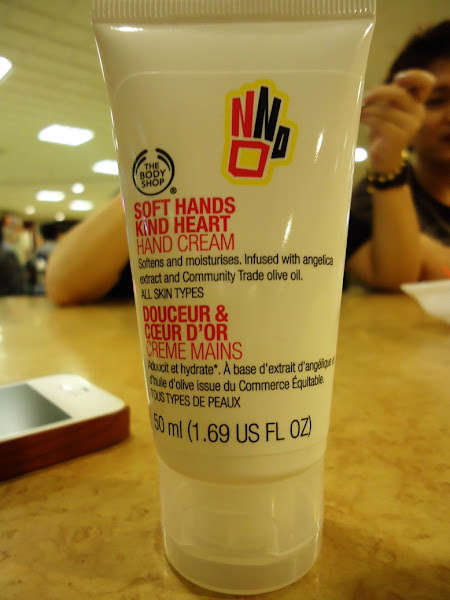 THE
BODY
SHOP
®
SOFT HANDS
KIND HEART
HAND CREAM
Softens and moisturises. Infused with angelica
extract and Community Trade olive oil.
ALL SKIN TYPES
DOUCEUR &
CŒUR D'OR
CRÈME MAINS
Adoucit et hydrate*. À base d'extrait d'angélique
d'huile d'olive issue du Commerce Équitable.
TOUS TYPES DE PEAUX
50 ml (1.69 US FL OZ)